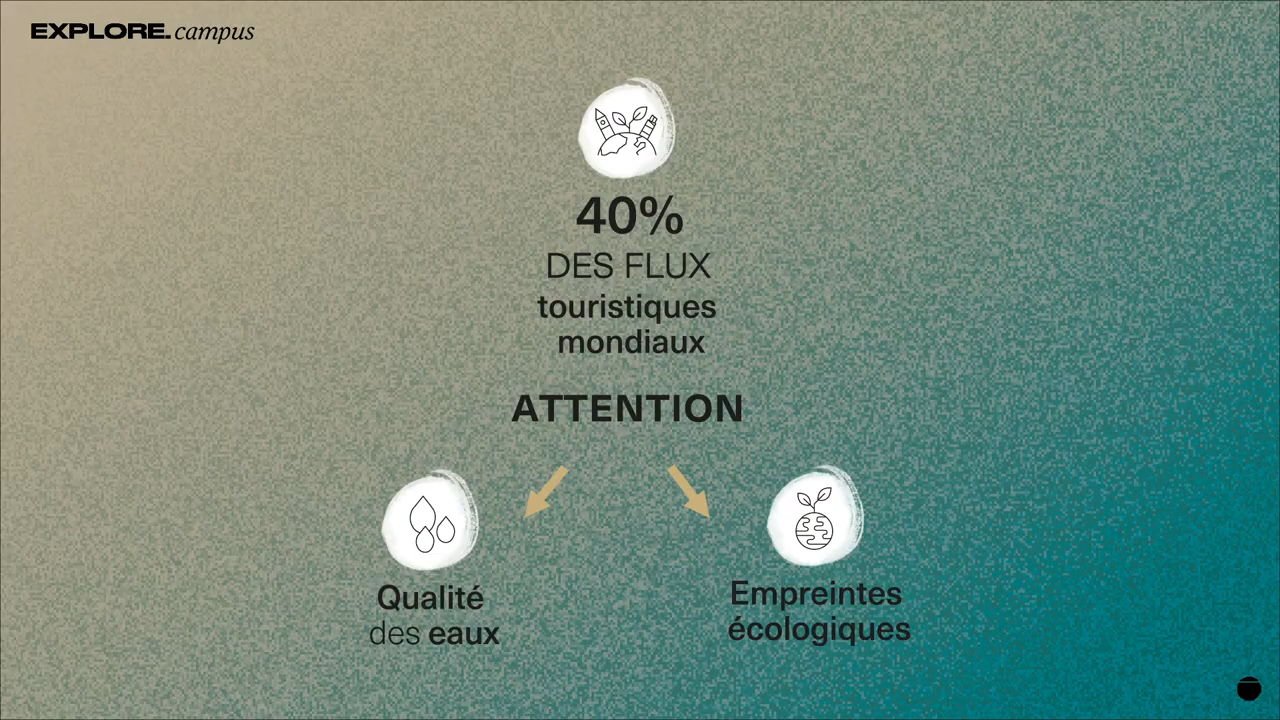 EXPLORE.campus
40%
DES FLUX
touristiques
mondiaux
ATTENTION
Qualité
des eaux
Empreintes
écologiques